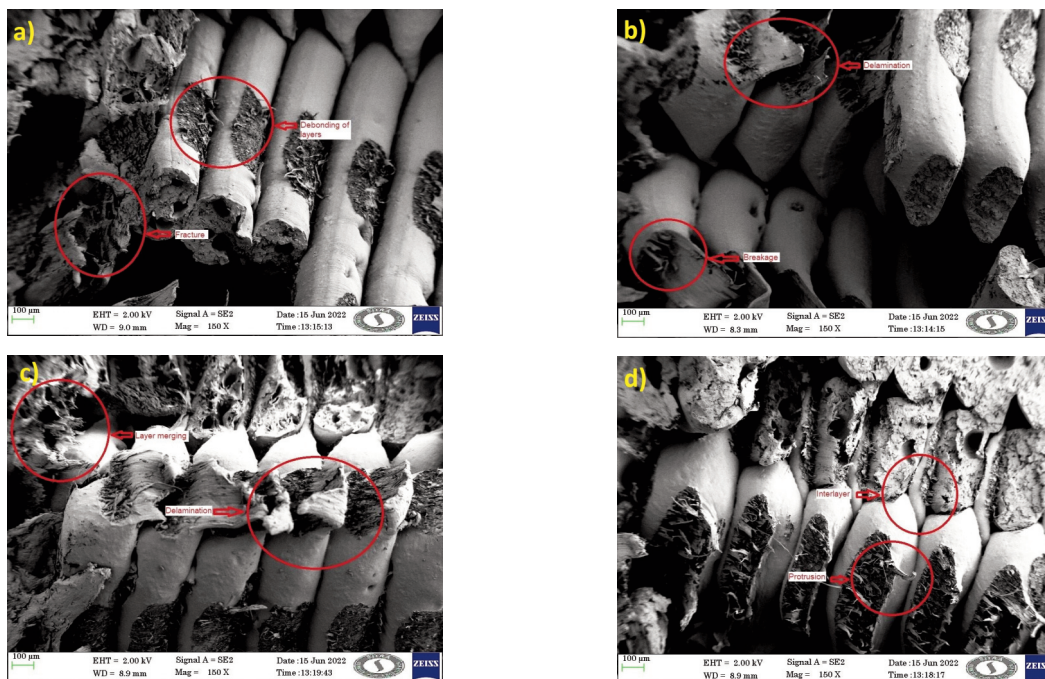 a)
Debonding of
layers
Fracture
100 µm
EHT = 2.00 kV
Signal A = SE2
Date :15 Jun 2022
WD = 9.0 mm
Mag = 150 X
Time :13:15:13
ZEISS
b)
Delamination
Breakage
100 µm
EHT = 2.00 kV
Signal A = SE2
Date :15 Jun 2022
WD = 8.3 mm
Mag = 150 X
Time :13:14:15
ZEISS
c)
Layer merging
Delamination
100 µm
EHT = 2.00 kV
Signal A = SE2
Date :15 Jun 2022
WD = 8.9 mm
Mag = 150 X
Time :13:19:43
ZEISS
d)
Interlayer
Protrusion
100 µm
EHT = 2.00 kV
Signal A = SE2
Date :15 Jun 2022
WD = 8.9 mm
Mag = 150 X
Time :13:18:17
ZEISS